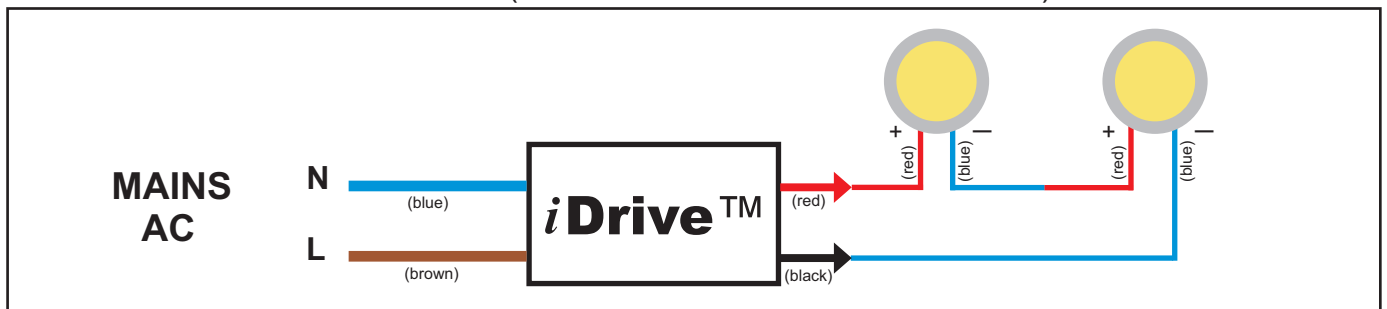 MAINS
AC
N
(blue)
L
(brown)
iDrive™
(red)
(black)
+
(red)
(blue)
—
+
(red)
(blue)
—